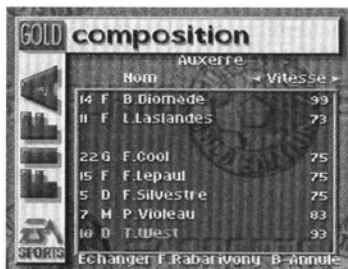 GOLD composition
Auxerre
Nom Vitesse
14 F B.Diomède 99
11 F L.Laslandes 73
22 G F.Cool 75
15 F F.Lepaul 75
5 D F.Silvestre 75
7 M P.Violeau 83
10 D T.West 93
Echanger F.Rabarivony B-Annule
FIFA
EA SPORTS